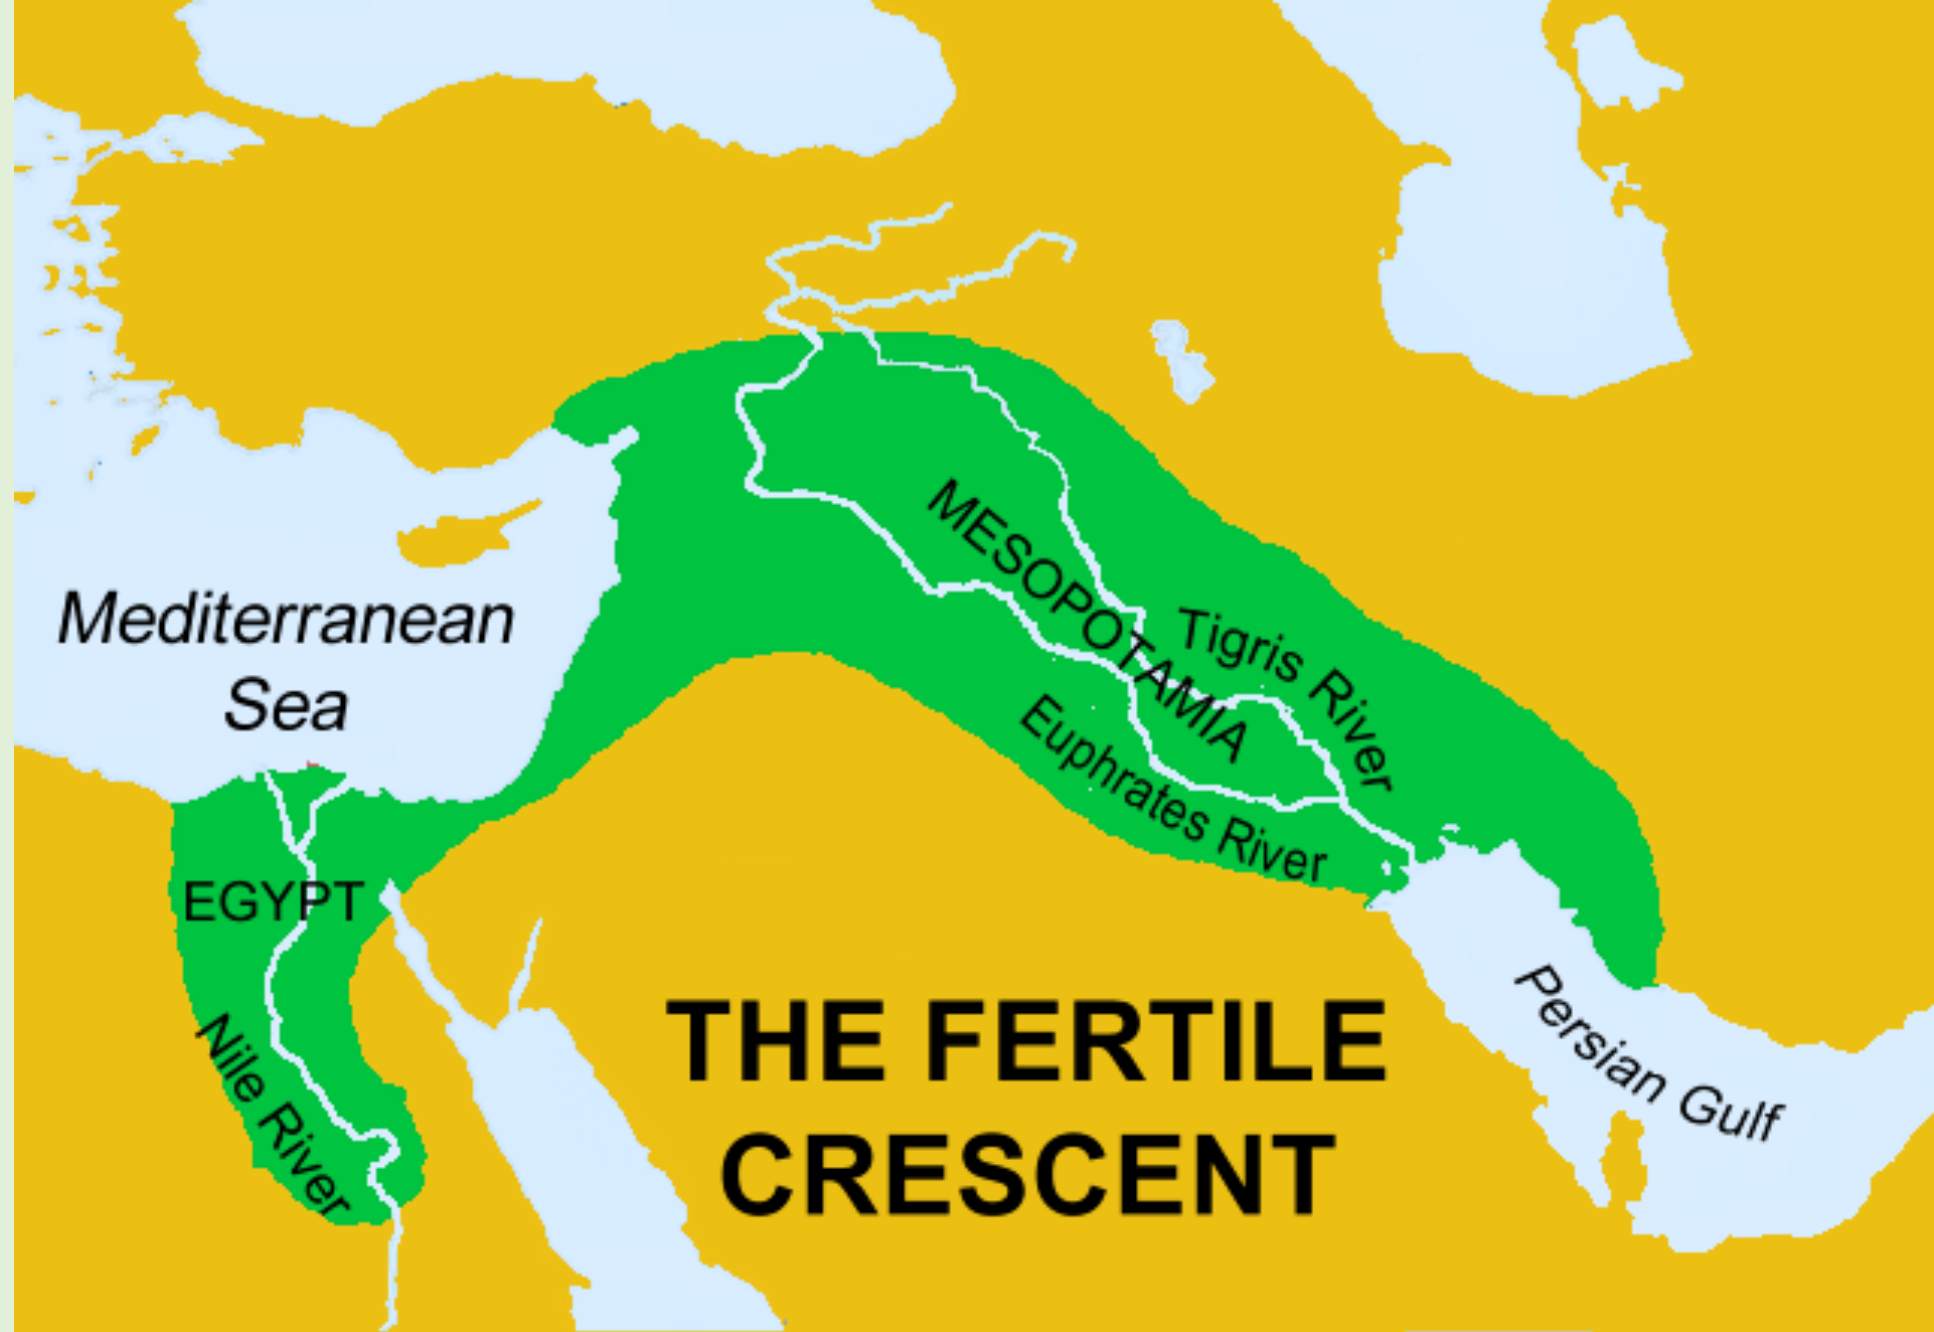 MESOPOTAMIA
Mediterranean
Sea
Tigris River
Euphrates River
EGYPT
Nile River
Persian Gulf
THE FERTILE
CRESCENT